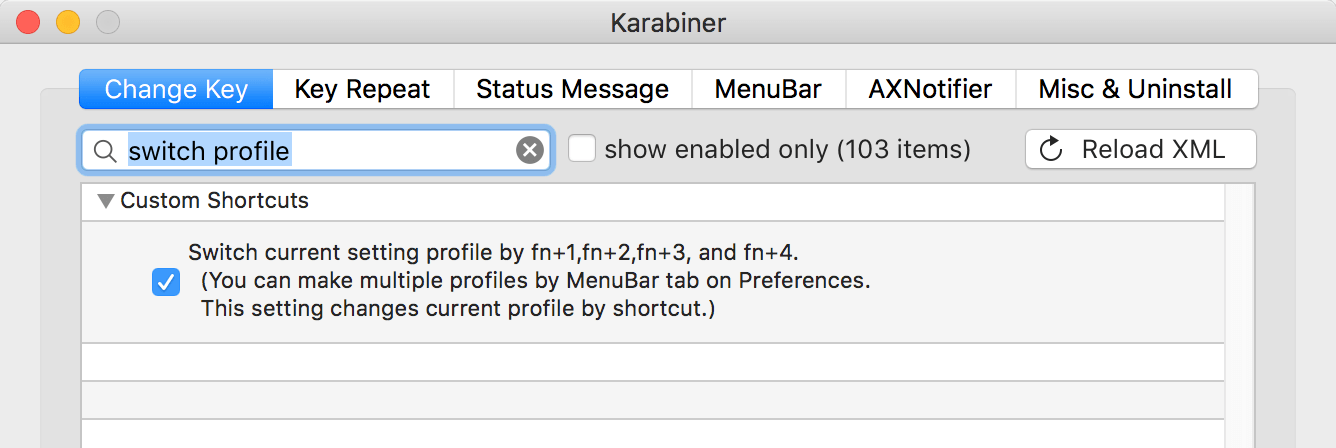 Karabiner
Change Key
Key Repeat
Status Message
MenuBar
AXNotifier
Misc & Uninstall
switch profile
show enabled only (103 items)
Reload XML
Custom Shortcuts
Switch current setting profile by fn+1,fn+2,fn+3, and fn+4.
(You can make multiple profiles by MenuBar tab on Preferences.
This setting changes current profile by shortcut.)